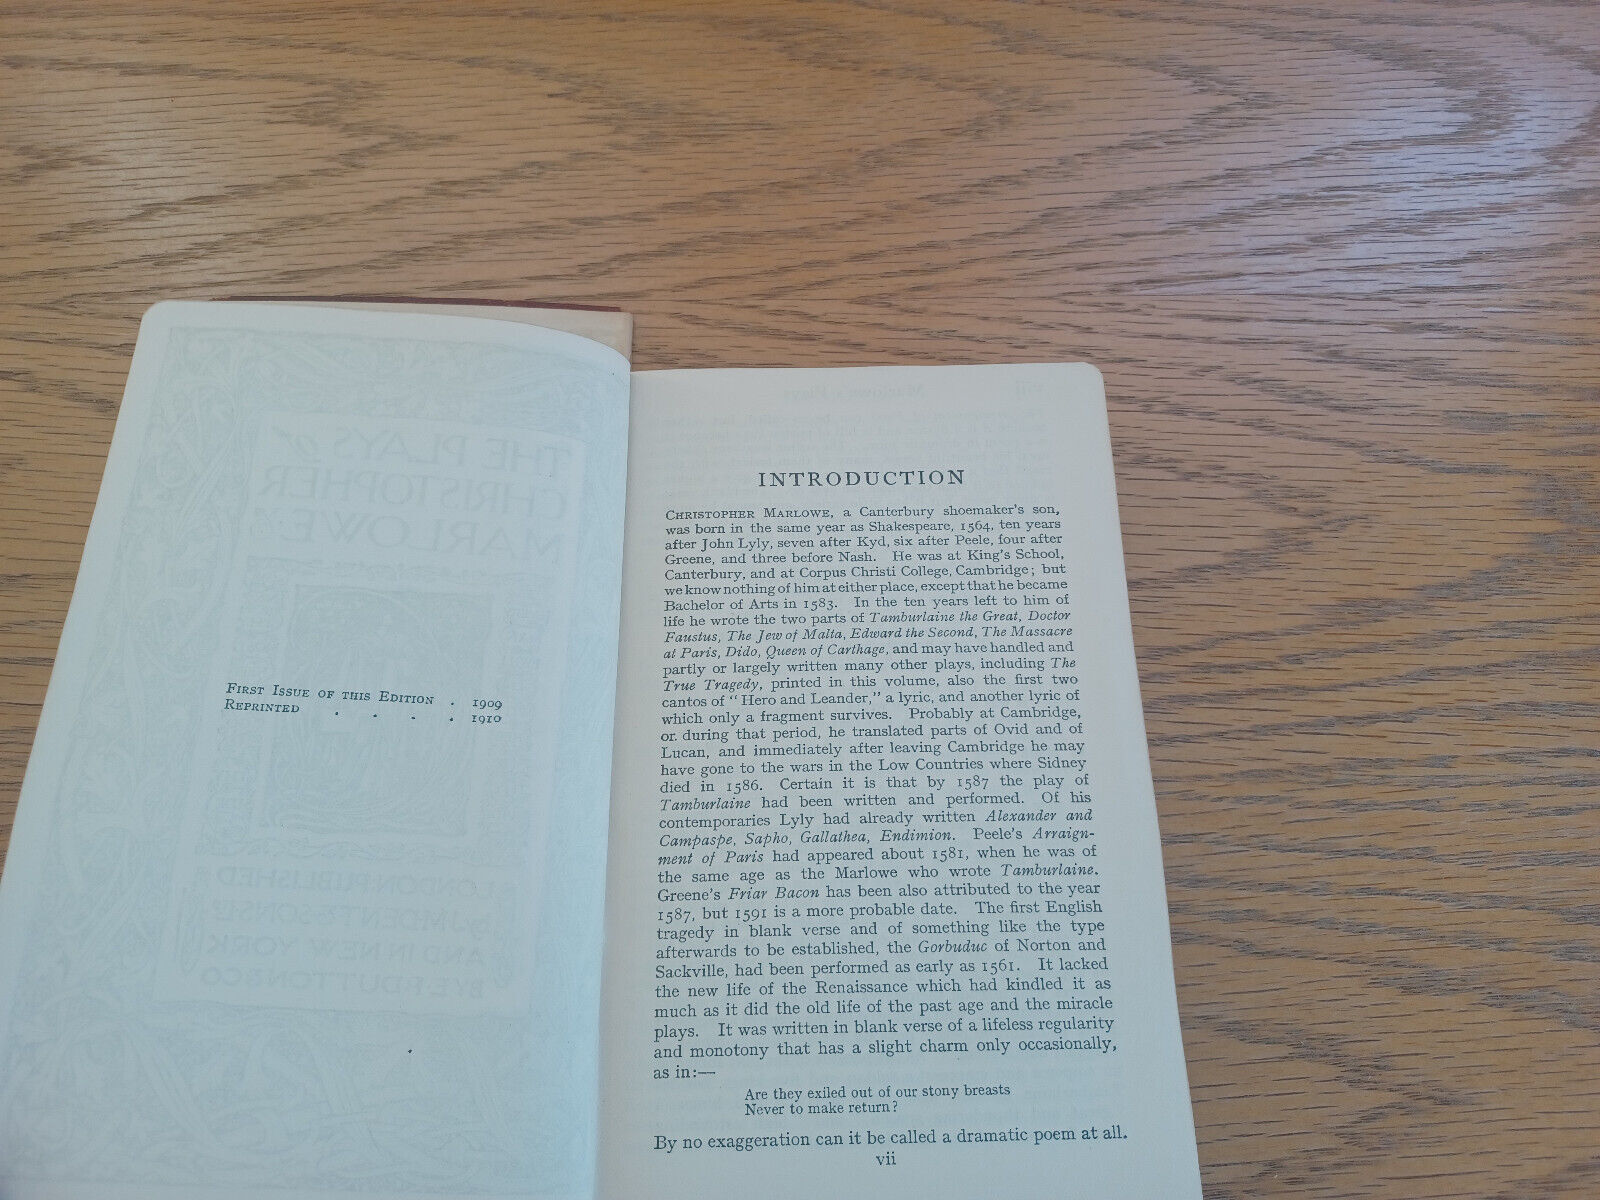 FIRST ISSUE OF THIS EDITION . 1909
REPRINTED . . . . 1910
THE PLAYS of
CHRISTOPHER
MARLOWE
LONDON PUBLISHED
by J.M. DENT & SONS LTD
AND IN NEW YORK
BY E.P. DUTTON & CO
INTRODUCTION
CHRISTOPHER MARLOWE, a Canterbury shoemaker's son,
was born in the same year as Shakespeare, 1564, ten years
after John Lyly, seven after Kyd, six after Peele, four after
Greene, and three before Nash. He was at King's School,
Canterbury, and at Corpus Christi College, Cambridge; but
we know nothing of him at either place, except that he became
Bachelor of Arts in 1583. In the ten years left to him of
life he wrote the two parts of Tamburlaine the Great, Doctor
Faustus, The Jew of Malta, Edward the Second, The Massacre
at Paris, Dido, Queen of Carthage, and may have handled and
partly or largely written many other plays, including The
True Tragedy, printed in this volume, also the first two
cantos of "Hero and Leander," a lyric, and another lyric of
which only a fragment survives. Probably at Cambridge,
or during that period, he translated parts of Ovid and of
Lucan, and immediately after leaving Cambridge he may
have gone to the wars in the Low Countries where Sidney
died in 1586. Certain it is that by 1587 the play of
Tamburlaine had been written and performed. Of his
contemporaries Lyly had already written Alexander and
Campaspe, Sapho, Gallathea, Endimion. Peele's Arraign-
ment of Paris had appeared about 1581, when he was of
the same age as the Marlowe who wrote Tamburlaine.
Greene's Friar Bacon has been also attributed to the year
1587, but 1591 is a more probable date. The first English
tragedy in blank verse and of something like the type
afterwards to be established, the Gorbuduc of Norton and
Sackville, had been performed as early as 1561. It lacked
the new life of the Renaissance which had kindled it as
much as it did the old life of the past age and the miracle
plays. It was written in blank verse of a lifeless regularity
and monotony that has a slight charm only occasionally,
as in:—
Are they exiled out of our stony breasts
Never to make return?
By no exaggeration can it be called a dramatic poem at all.
vii